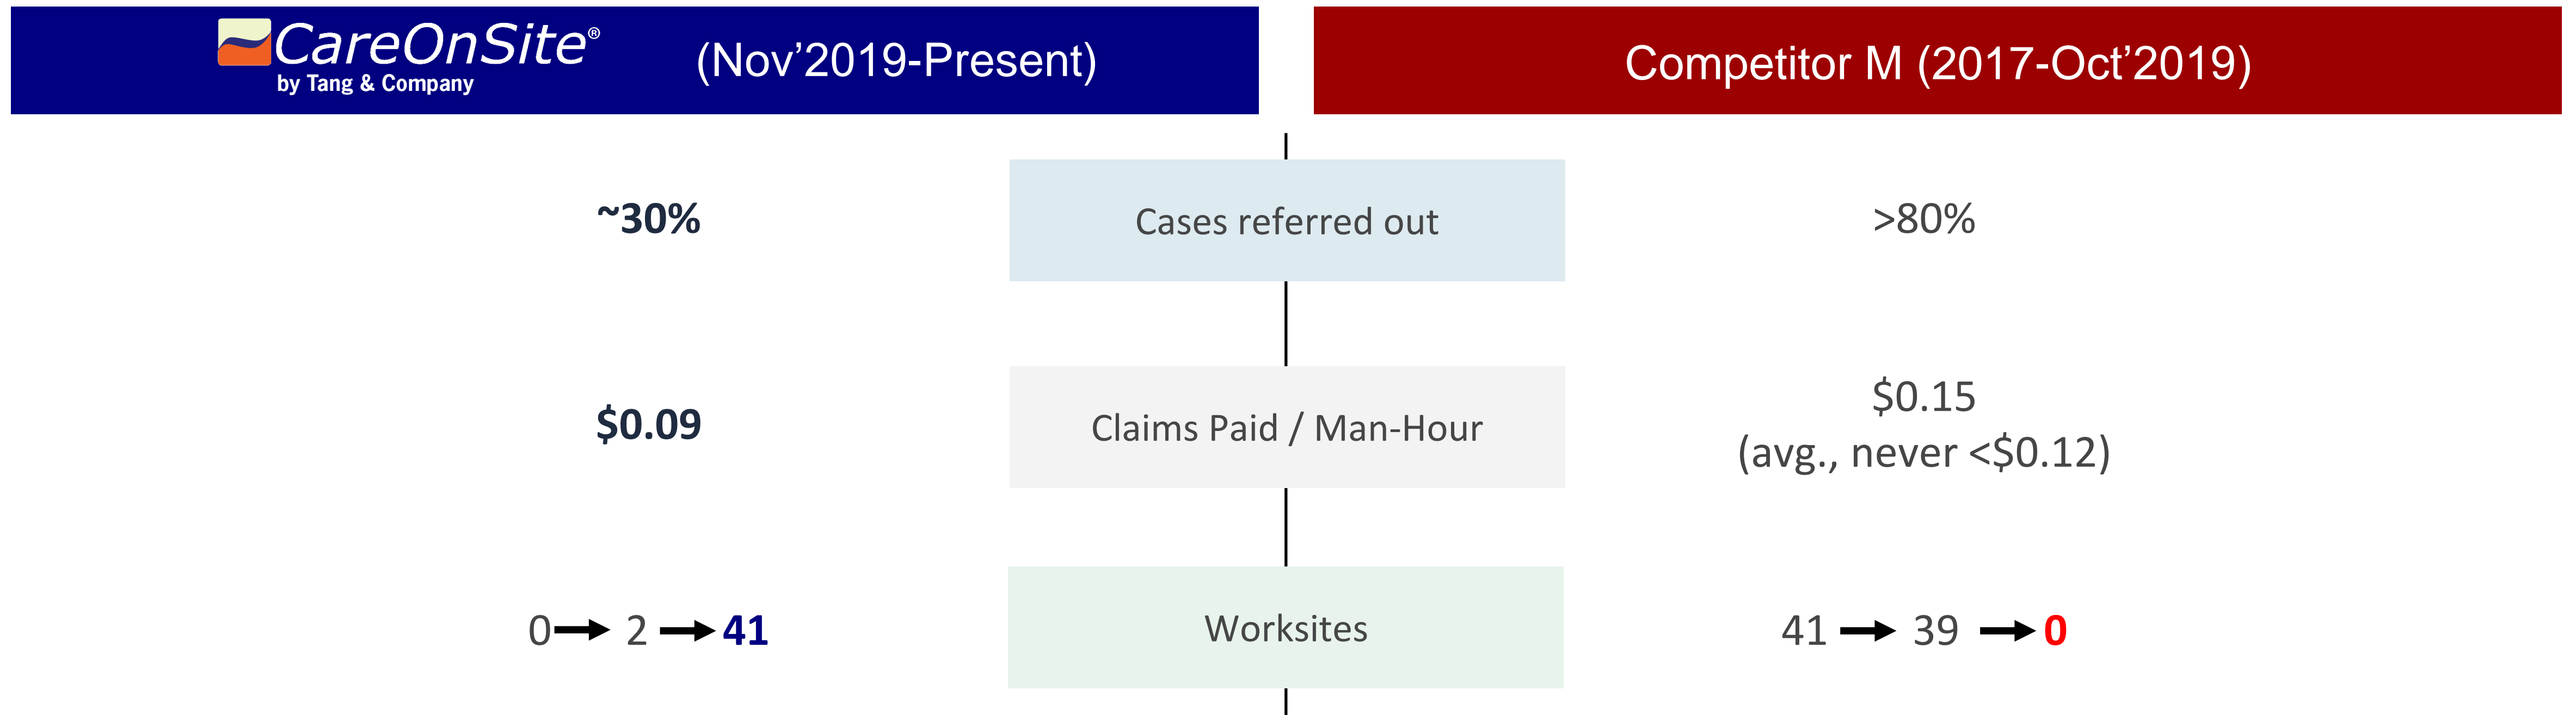 CareOnSite®
by Tang & Company
(Nov’2019-Present)
Competitor M (2017-Oct’2019)
~30%
Cases referred out
>80%
$0.09
Claims Paid / Man-Hour
$0.15
(avg., never <$0.12)
0 → 2 → 41
Worksites
41 → 39 → 0